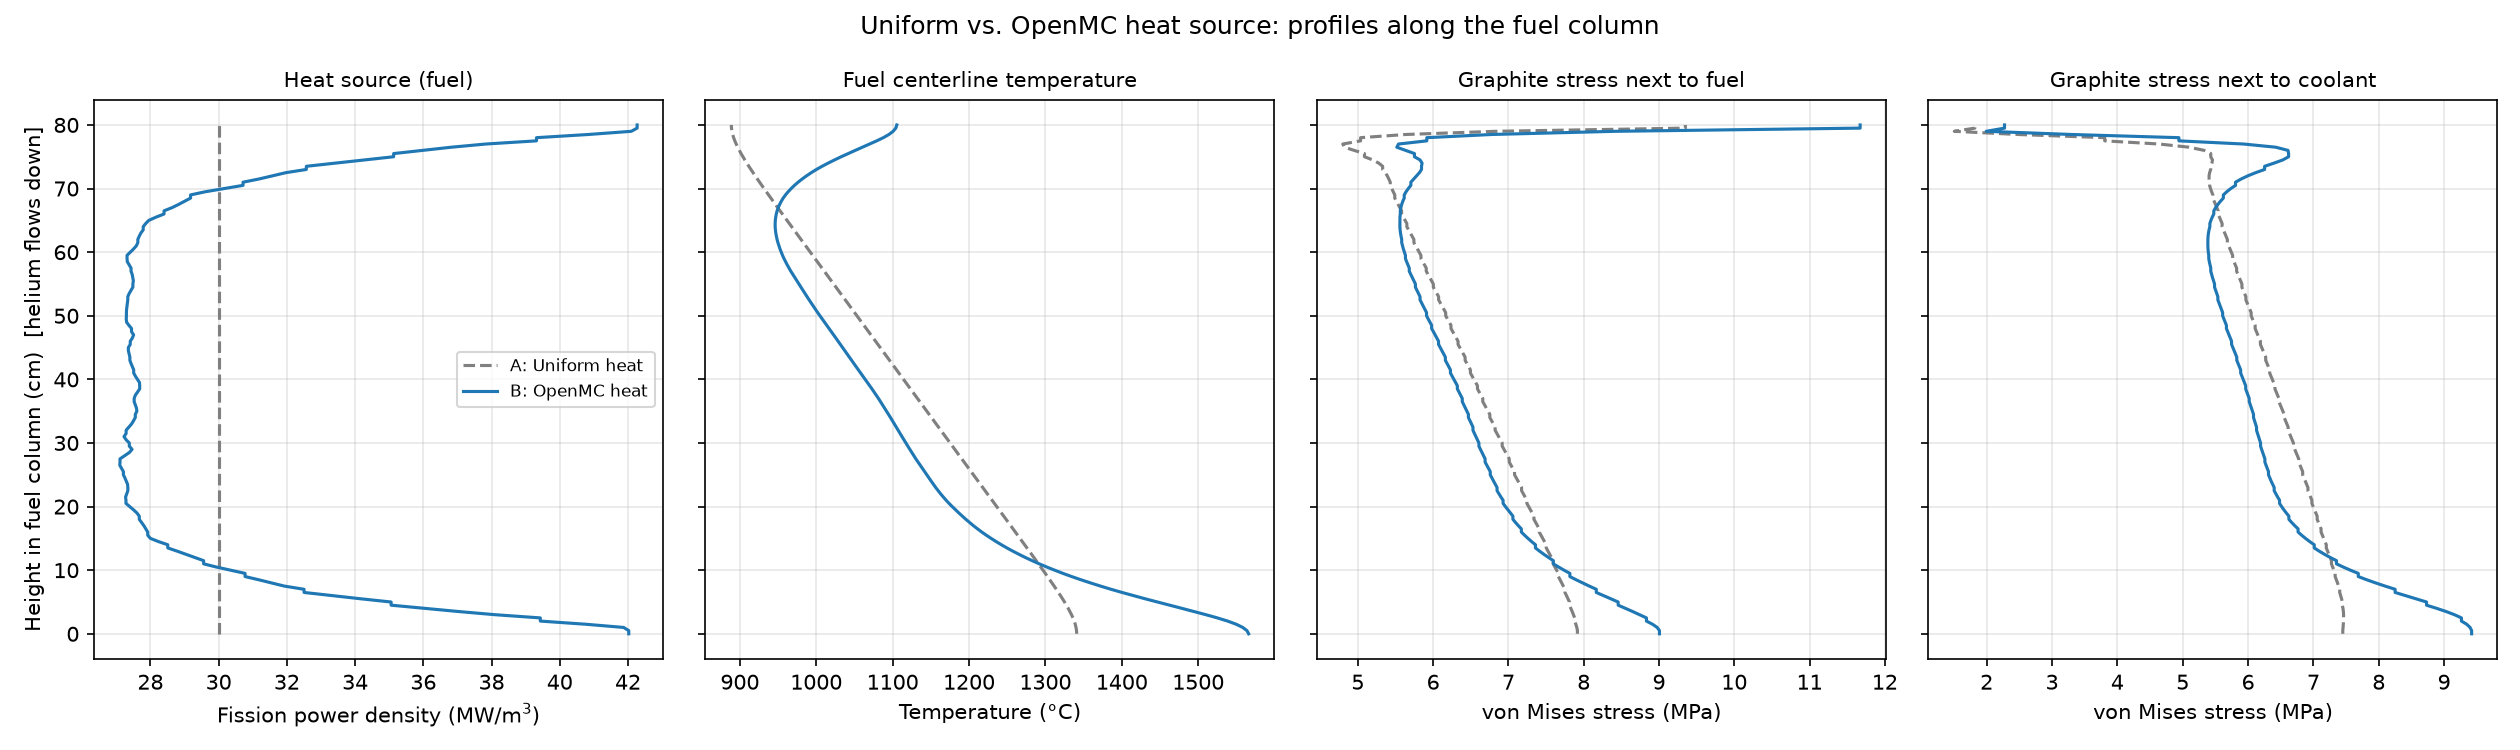 Uniform vs. OpenMC heat source: profiles along the fuel column
Heat source (fuel)
Height in fuel column (cm)  [helium flows down]
80
70
60
50
40
30
20
10
0
A: Uniform heat
B: OpenMC heat
28 30 32 34 36 38 40 42
Fission power density (MW/m³)
Fuel centerline temperature
900 1000 1100 1200 1300 1400 1500
Temperature (°C)
Graphite stress next to fuel
5 6 7 8 9 10 11 12
von Mises stress (MPa)
Graphite stress next to coolant
2 3 4 5 6 7 8 9
von Mises stress (MPa)